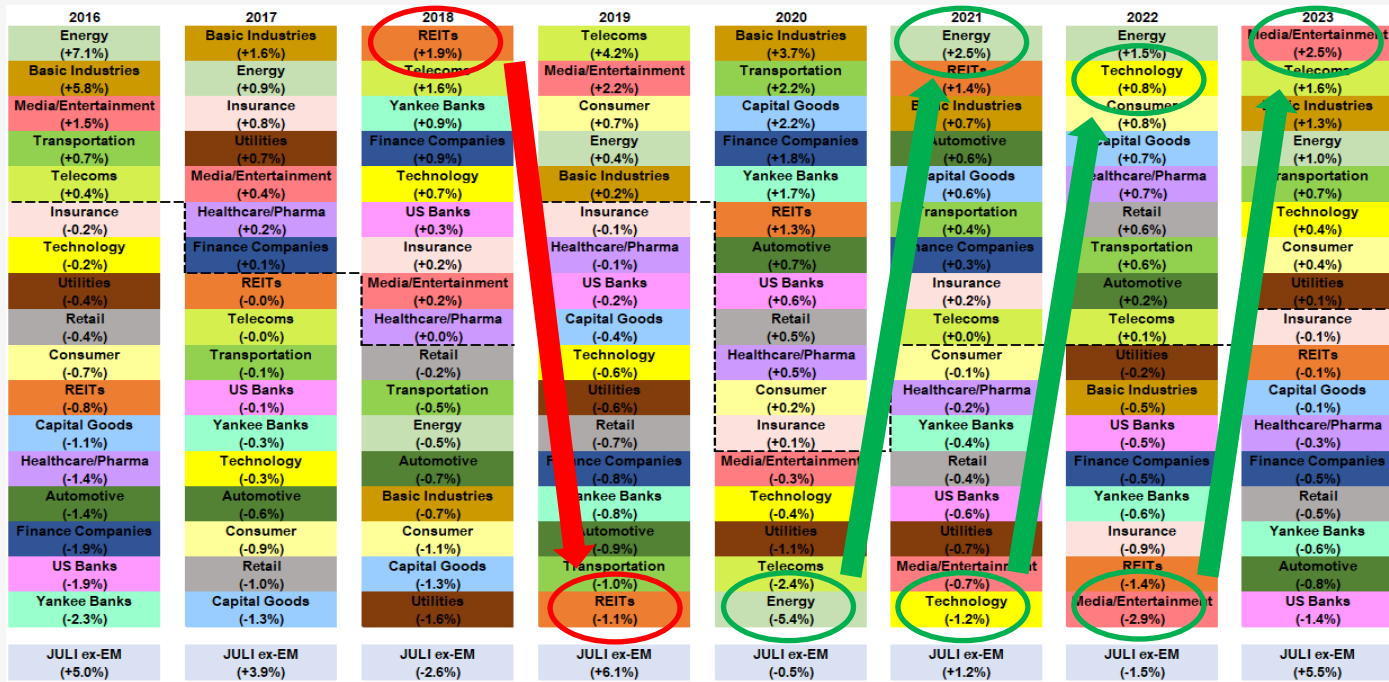 2016
Energy
(+7.1%)
Basic Industries
(+5.8%)
Media/Entertainment
(+1.5%)
Transportation
(+0.7%)
Telecoms
(+0.4%)
Insurance
(-0.2%)
Technology
(-0.2%)
Utilities
(-0.4%)
Retail
(-0.4%)
Consumer
(-0.7%)
REITs
(-0.8%)
Capital Goods
(-1.1%)
Healthcare/Pharma
(-1.4%)
Automotive
(-1.4%)
Finance Companies
(-1.9%)
US Banks
(-1.9%)
Yankee Banks
(-2.3%)
JULI ex-EM
(+5.0%)
2017
Basic Industries
(+1.6%)
Energy
(+0.9%)
Insurance
(+0.8%)
Utilities
(+0.7%)
Media/Entertainment
(+0.4%)
Healthcare/Pharma
(+0.2%)
Finance Companies
(+0.1%)
REITs
(-0.0%)
Telecoms
(-0.0%)
Transportation
(-0.1%)
US Banks
(-0.1%)
Yankee Banks
(-0.3%)
Technology
(-0.3%)
Automotive
(-0.6%)
Consumer
(-0.9%)
Retail
(-1.0%)
Capital Goods
(-1.3%)
JULI ex-EM
(+3.9%)
2018
REITs
(+1.9%)
Telecoms
(+1.6%)
Yankee Banks
(+0.9%)
Finance Companies
(+0.9%)
Technology
(+0.7%)
US Banks
(+0.3%)
Insurance
(+0.2%)
Media/Entertainment
(+0.2%)
Healthcare/Pharma
(+0.0%)
Retail
(-0.2%)
Transportation
(-0.5%)
Energy
(-0.5%)
Automotive
(-0.7%)
Basic Industries
(-0.7%)
Consumer
(-1.1%)
Capital Goods
(-1.3%)
Utilities
(-1.6%)
JULI ex-EM
(-2.6%)
2019
Telecoms
(+4.2%)
Media/Entertainment
(+2.2%)
Consumer
(+0.7%)
Energy
(+0.4%)
Basic Industries
(+0.2%)
Insurance
(-0.1%)
Healthcare/Pharma
(-0.1%)
US Banks
(-0.2%)
Capital Goods
(-0.4%)
Technology
(-0.6%)
Utilities
(-0.6%)
Retail
(-0.7%)
Finance Companies
(-0.8%)
Yankee Banks
(-0.8%)
Automotive
(-0.9%)
Transportation
(-1.0%)
REITs
(-1.1%)
JULI ex-EM
(+6.1%)
2020
Basic Industries
(+3.7%)
Transportation
(+2.2%)
Capital Goods
(+2.2%)
Finance Companies
(+1.8%)
Yankee Banks
(+1.7%)
REITs
(+1.3%)
Automotive
(+0.7%)
US Banks
(+0.6%)
Retail
(+0.5%)
Healthcare/Pharma
(+0.5%)
Consumer
(+0.2%)
Insurance
(+0.1%)
Media/Entertainment
(-0.3%)
Technology
(-0.4%)
Utilities
(-1.1%)
Telecoms
(-2.4%)
Energy
(-5.4%)
JULI ex-EM
(-0.5%)
2021
Energy
(+2.5%)
REITs
(+1.4%)
Basic Industries
(+0.7%)
Automotive
(+0.6%)
Capital Goods
(+0.6%)
Transportation
(+0.4%)
Finance Companies
(+0.3%)
Insurance
(+0.2%)
Telecoms
(+0.0%)
Consumer
(-0.1%)
Healthcare/Pharma
(-0.2%)
Yankee Banks
(-0.4%)
Retail
(-0.4%)
US Banks
(-0.6%)
Utilities
(-0.7%)
Media/Entertainment
(-0.7%)
Technology
(-1.2%)
JULI ex-EM
(+1.2%)
2022
Energy
(+1.5%)
Technology
(+0.8%)
Consumer
(+0.8%)
Capital Goods
(+0.7%)
Healthcare/Pharma
(+0.7%)
Retail
(+0.6%)
Transportation
(+0.6%)
Automotive
(+0.2%)
Telecoms
(+0.1%)
Utilities
(-0.2%)
Basic Industries
(-0.5%)
US Banks
(-0.5%)
Finance Companies
(-0.5%)
Yankee Banks
(-0.6%)
Insurance
(-0.9%)
REITs
(-1.4%)
Media/Entertainment
(-2.9%)
JULI ex-EM
(-1.5%)
2023
Media/Entertainment
(+2.5%)
Telecoms
(+1.6%)
Basic Industries
(+1.3%)
Energy
(+1.0%)
Transportation
(+0.7%)
Technology
(+0.4%)
Consumer
(+0.4%)
Utilities
(+0.1%)
Insurance
(-0.1%)
REITs
(-0.1%)
Capital Goods
(-0.1%)
Healthcare/Pharma
(-0.3%)
Finance Companies
(-0.5%)
Retail
(-0.5%)
Yankee Banks
(-0.6%)
Automotive
(-0.8%)
US Banks
(-1.4%)
JULI ex-EM
(+5.5%)